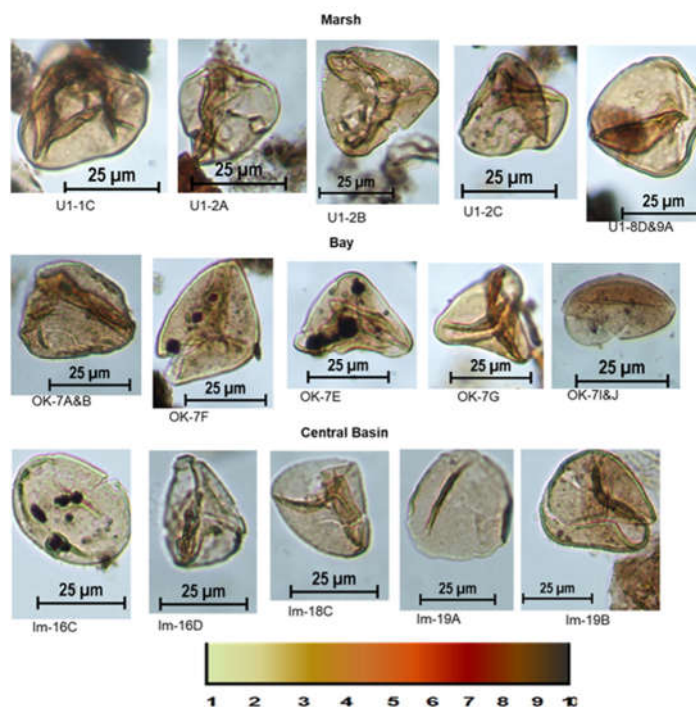 Marsh
25 µm
25 µm
25 µm
25 µm
25 µm
U1-1C
U1-2A
U1-2B
U1-2C
U1-8D&9A
Bay
25 µm
25 µm
25 µm
25 µm
25 µm
OK-7A&B
OK-7F
OK-7E
OK-7G
OK-7I&J
Central Basin
25 µm
25 µm
25 µm
25 µm
25 µm
Im-16C
Im-16D
Im-18C
Im-19A
Im-19B
1 2 3 4 5 6 7 8 9 10